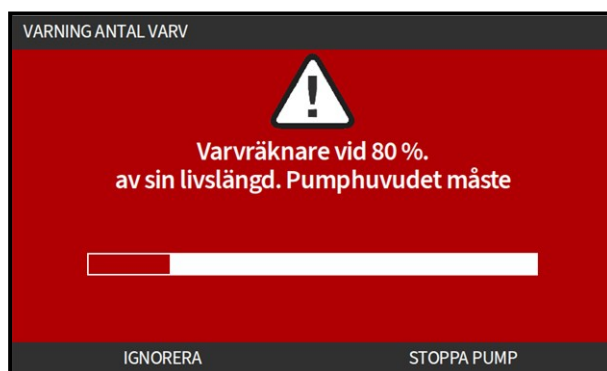 VARNING ANTAL VARV
!
Varvräknare vid 80 %.
av sin livslängd. Pumphuvudet måste
IGNORERA STOPPA PUMP